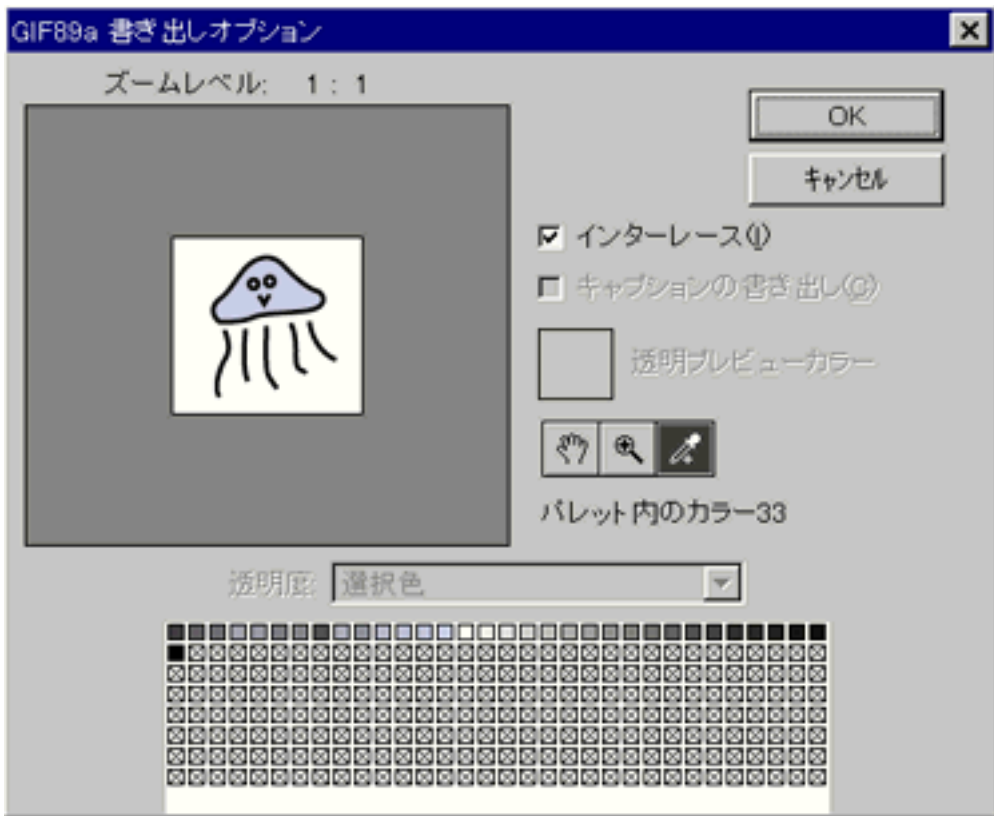 GIF89a 書き出しオプション
ズームレベル: 1 : 1
OK
キャンセル
インターレース(I)
キャプションの書き出し(C)
透明プレビューカラー
パレット内のカラー33
透明度: 選択色